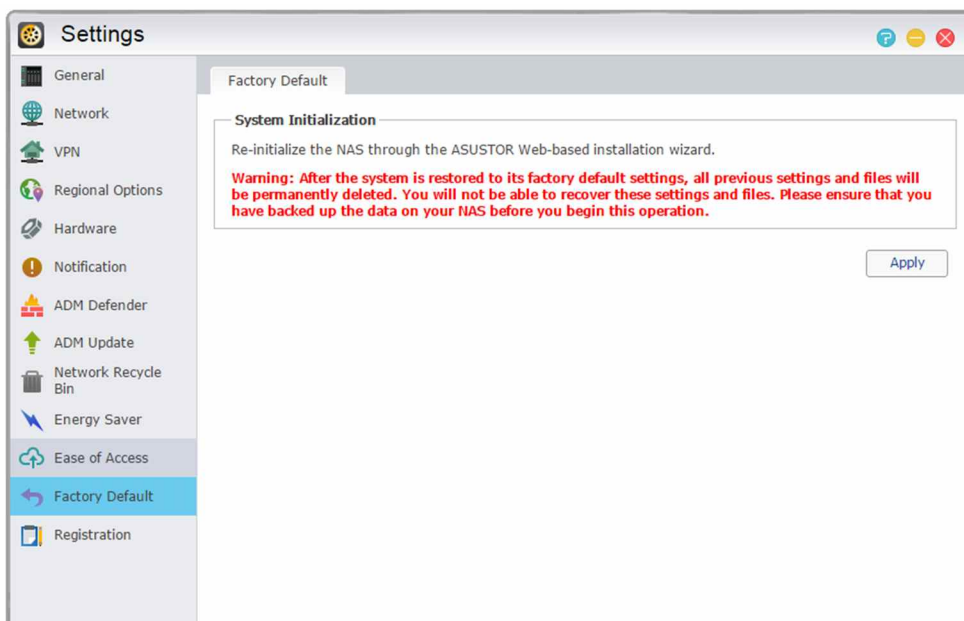 Settings
General
Network
VPN
Regional Options
Hardware
Notification
ADM Defender
ADM Update
Network Recycle
Bin
Energy Saver
Ease of Access
Factory Default
Registration
Factory Default
System Initialization
Re-initialize the NAS through the ASUSTOR Web-based installation wizard.
Warning: After the system is restored to its factory default settings, all previous settings and files will
be permanently deleted. You will not be able to recover these settings and files. Please ensure that you
have backed up the data on your NAS before you begin this operation.
Apply